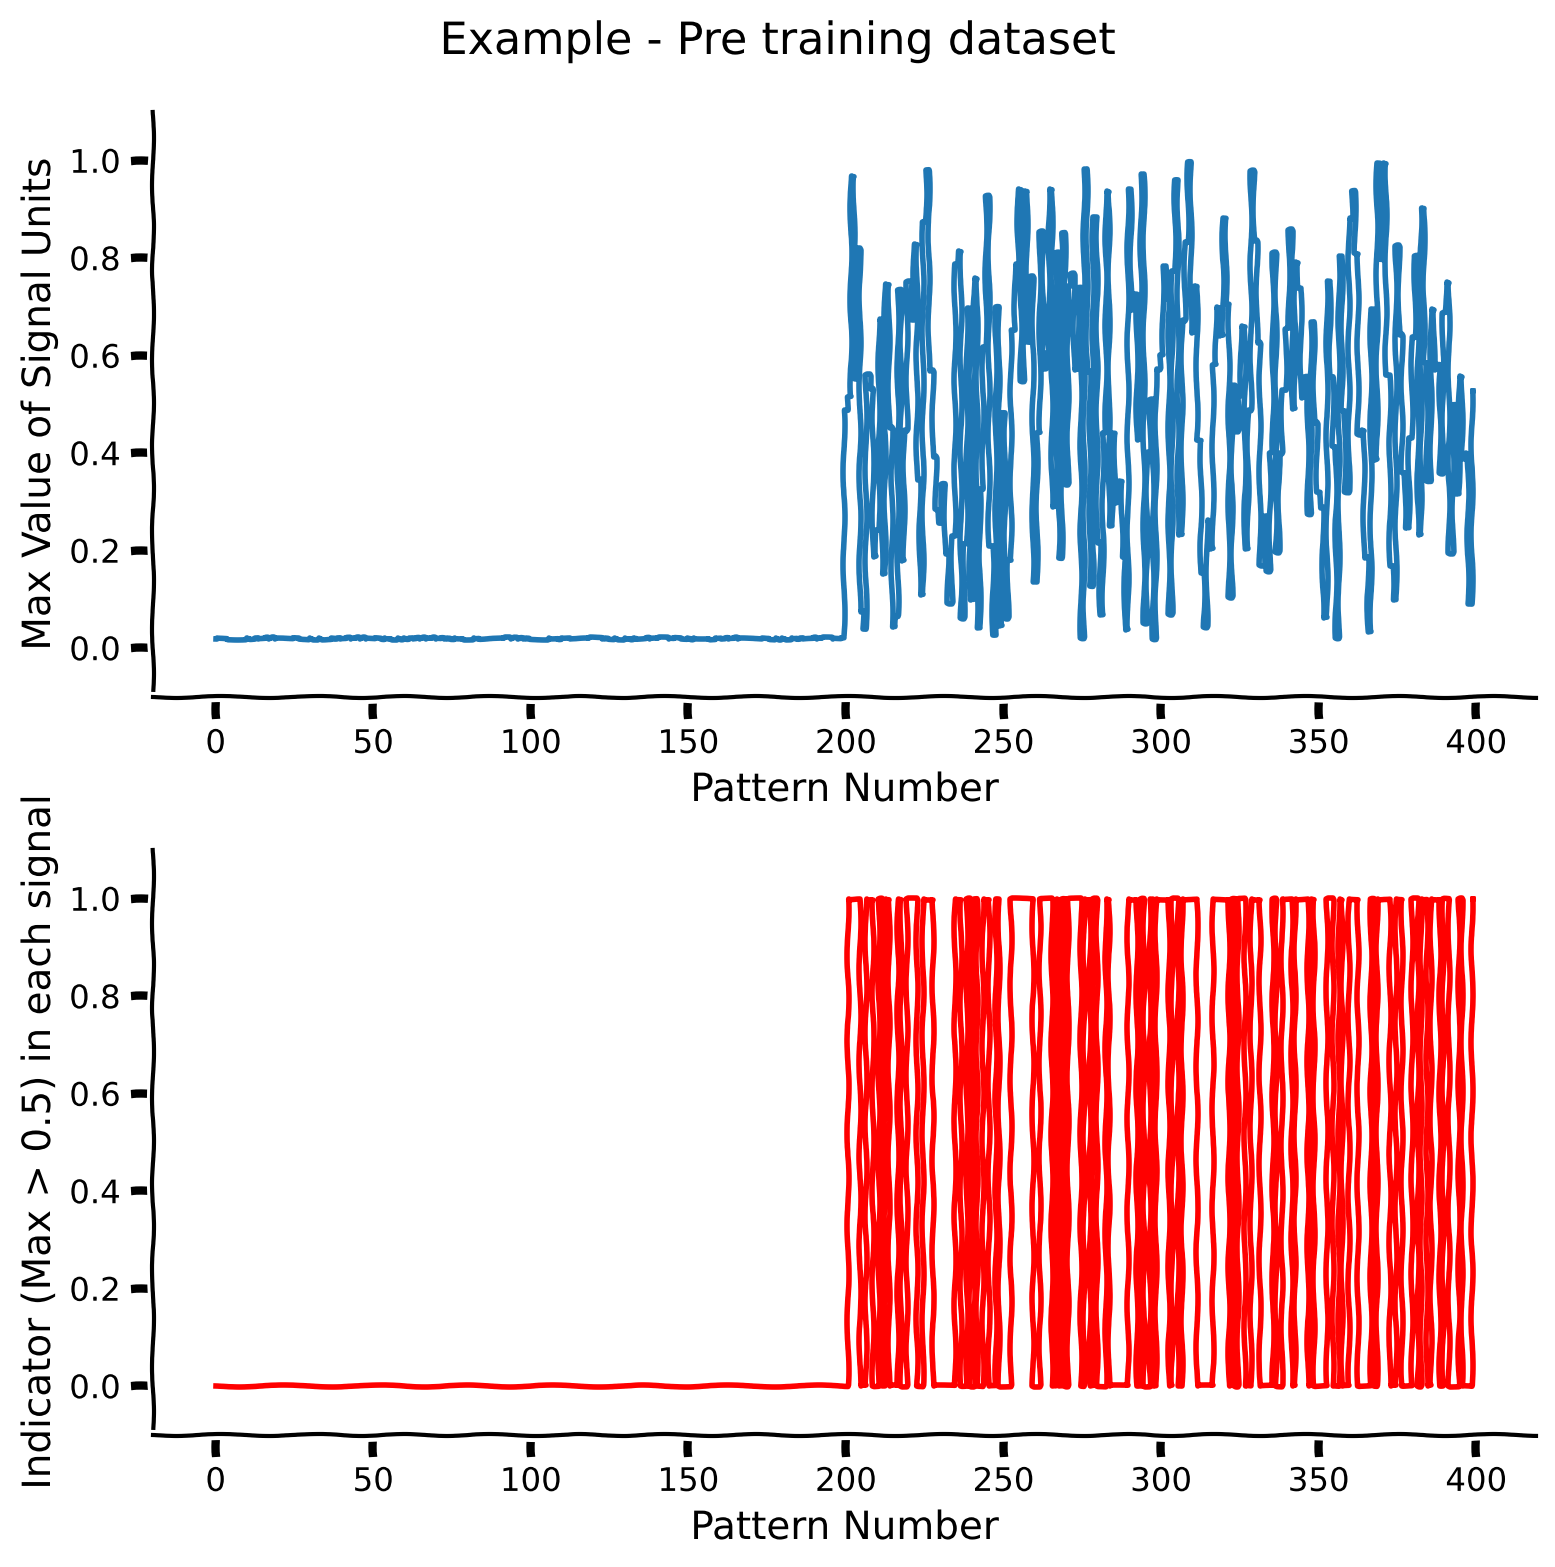 Example - Pre training dataset
Max Value of Signal Units
1.0
0.8
0.6
0.4
0.2
0.0
0 50 100 150 200 250 300 350 400
Pattern Number
Indicator (Max > 0.5) in each signal
1.0
0.8
0.6
0.4
0.2
0.0
0 50 100 150 200 250 300 350 400
Pattern Number